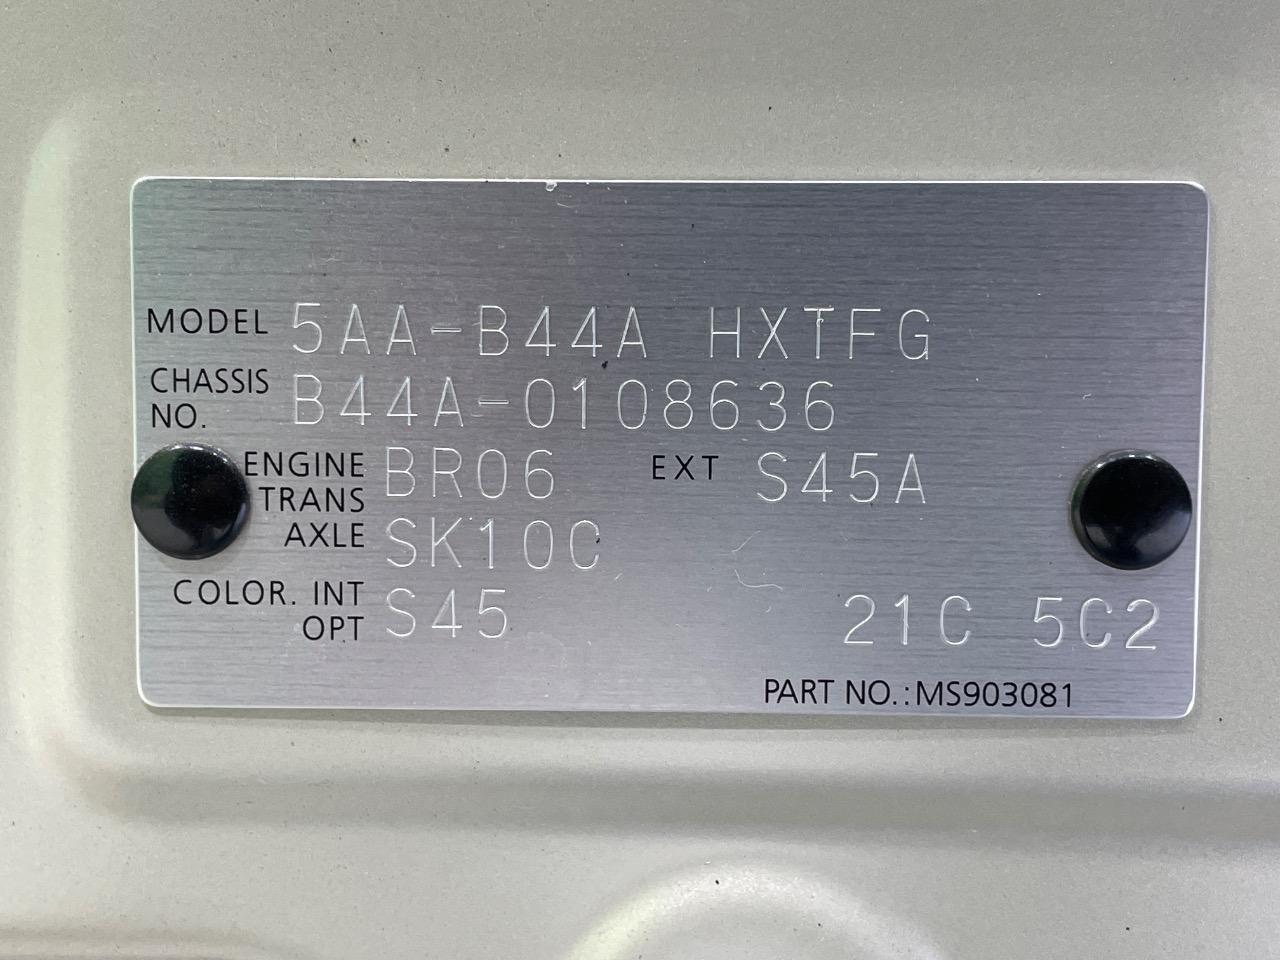 MODEL 5AA-B44A HXTFG
CHASSIS NO. B44A-0108636
ENGINE BR06 EXT S45A
TRANS AXLE SK10C
COLOR. INT OPT S45 21C 5C2
PART NO.:MS903081